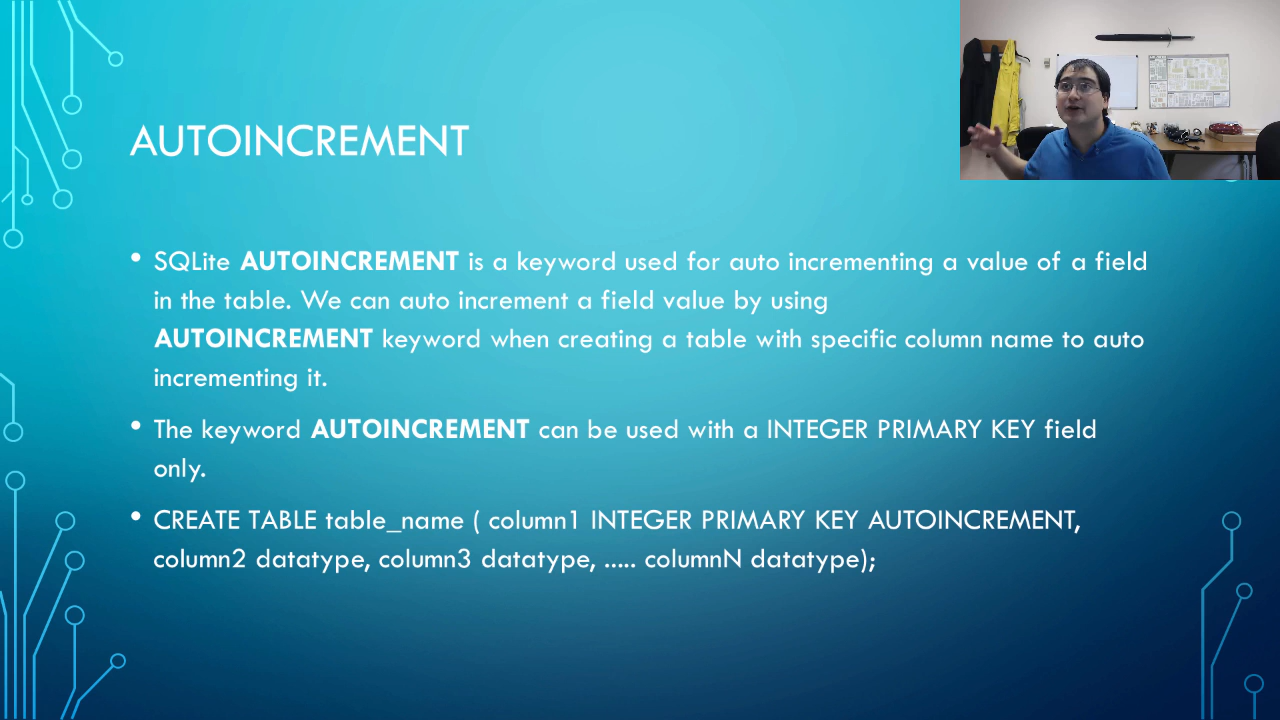 AUTOINCREMENT
• SQLite AUTOINCREMENT is a keyword used for auto incrementing a value of a field
in the table. We can auto increment a field value by using
AUTOINCREMENT keyword when creating a table with specific column name to auto
incrementing it.
• The keyword AUTOINCREMENT can be used with a INTEGER PRIMARY KEY field
only.
• CREATE TABLE table_name ( column1 INTEGER PRIMARY KEY AUTOINCREMENT,
column2 datatype, column3 datatype, ..... columnN datatype);